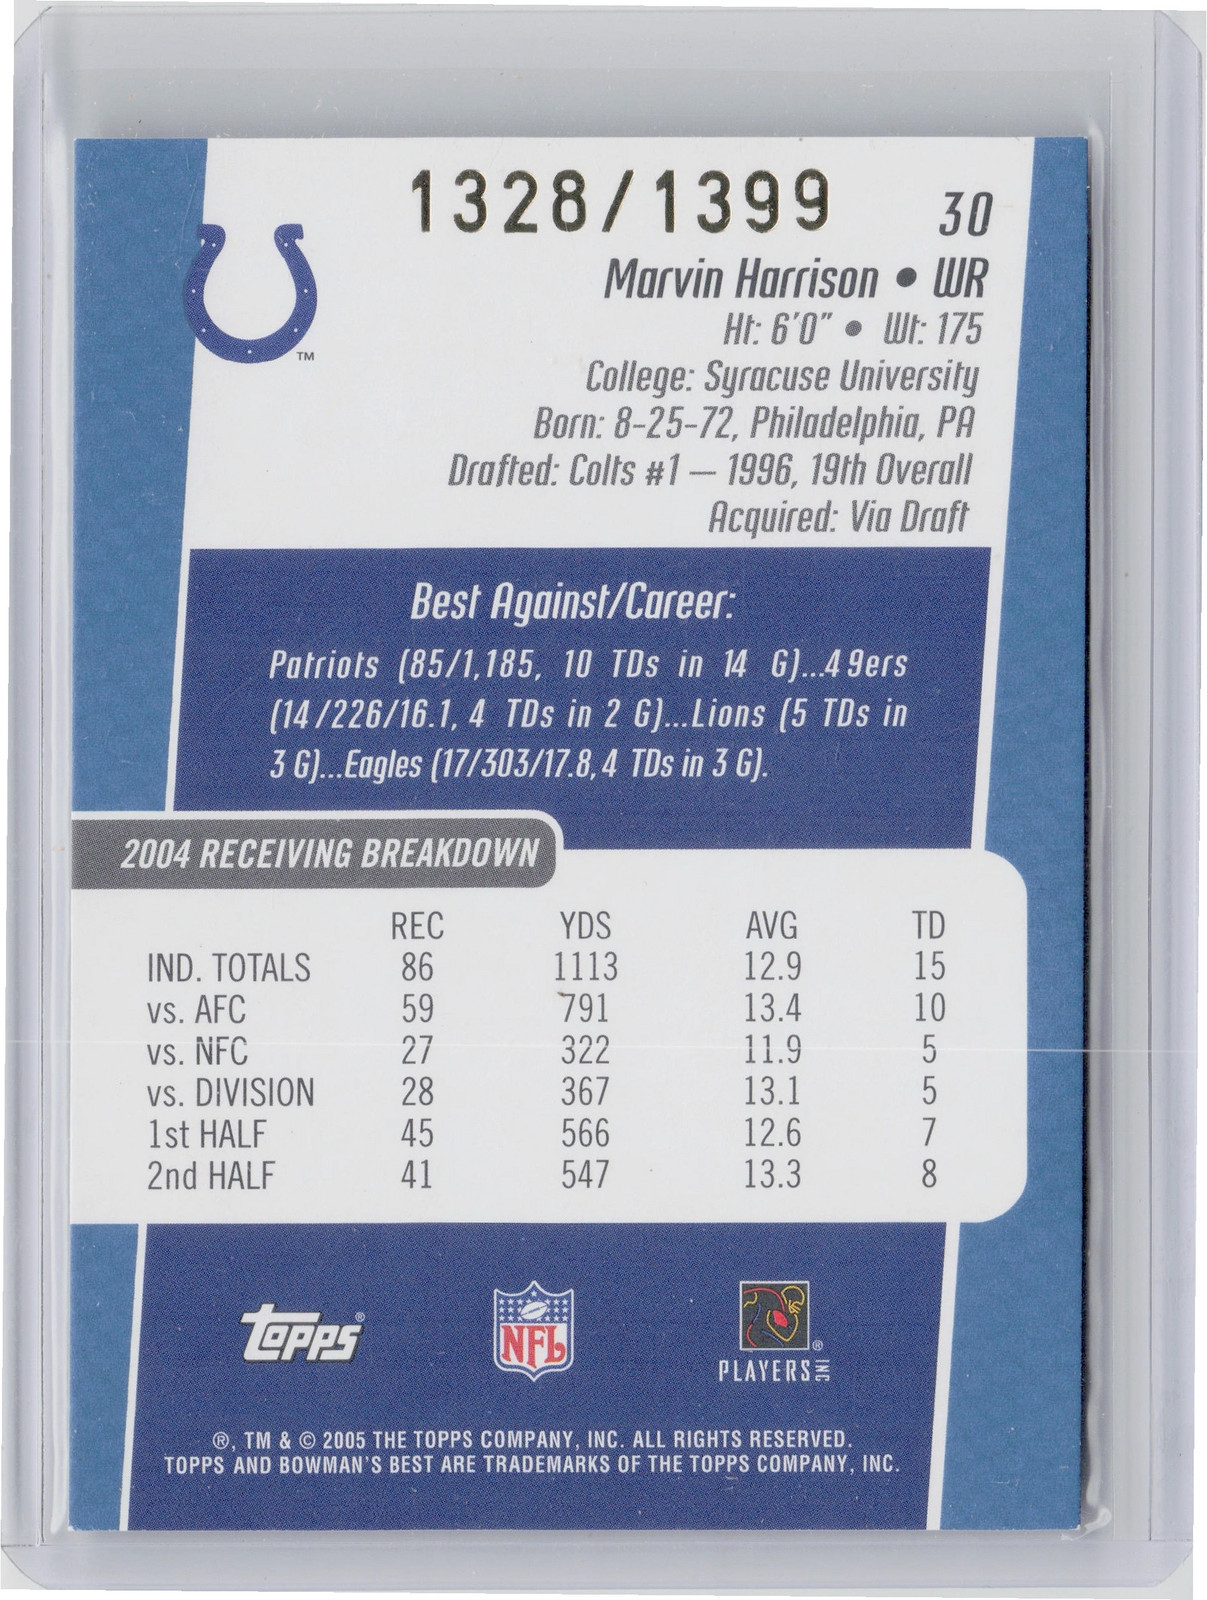 1328/1399
30
Marvin Harrison • WR
Ht: 6'0" • Wt: 175
College: Syracuse University
Born: 8-25-72, Philadelphia, PA
Drafted: Colts #1 — 1996, 19th Overall
Acquired: Via Draft
TM
Best Against/Career:
Patriots (85/1,185, 10 TDs in 14 G)...49ers
(14/226/16.1, 4 TDs in 2 G)...Lions (5 TDs in
3 G)...Eagles (17/303/17.8, 4 TDs in 3 G).
2004 RECEIVING BREAKDOWN
REC YDS AVG TD
IND. TOTALS 86 1113 12.9 15
vs. AFC 59 791 13.4 10
vs. NFC 27 322 11.9 5
vs. DIVISION 28 367 13.1 5
1st HALF 45 566 12.6 7
2nd HALF 41 547 13.3 8
topps® NFL PLAYERS INC ®
®, TM & © 2005 THE TOPPS COMPANY, INC. ALL RIGHTS RESERVED.
TOPPS AND BOWMAN'S BEST ARE TRADEMARKS OF THE TOPPS COMPANY, INC.